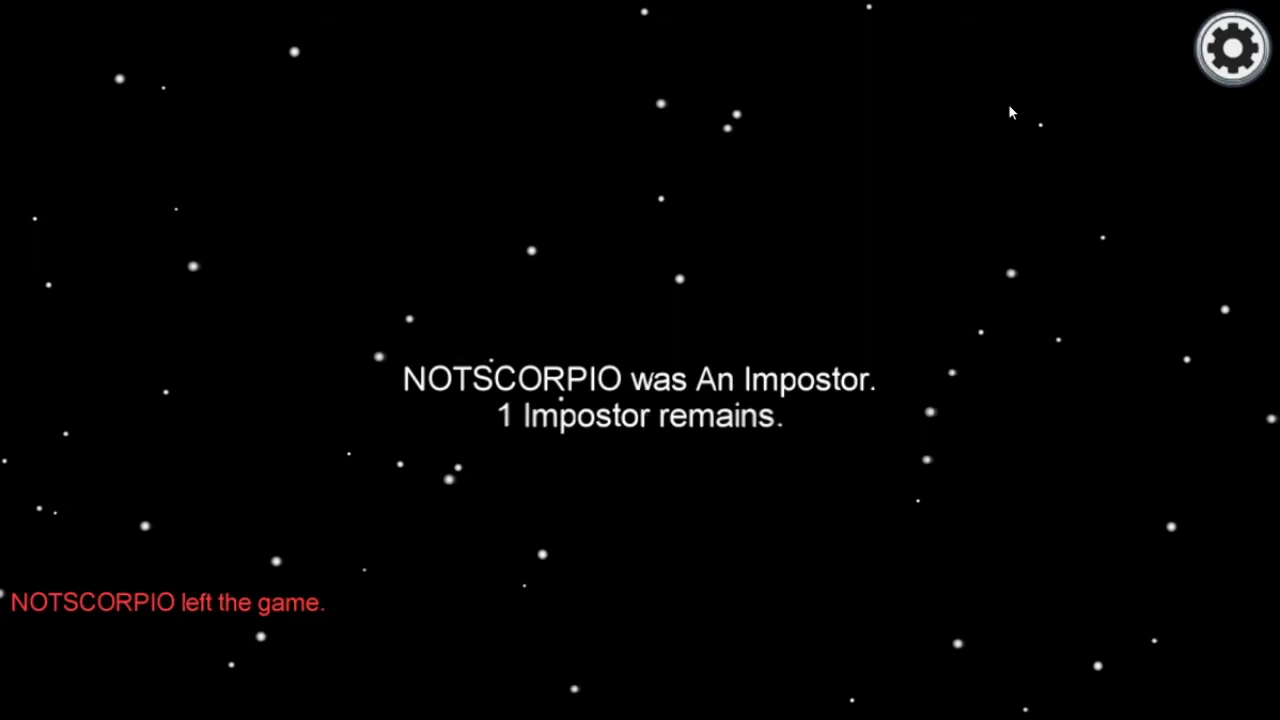 NOTSCORPIO was An Impostor.
1 Impostor remains.
NOTSCORPIO left the game.